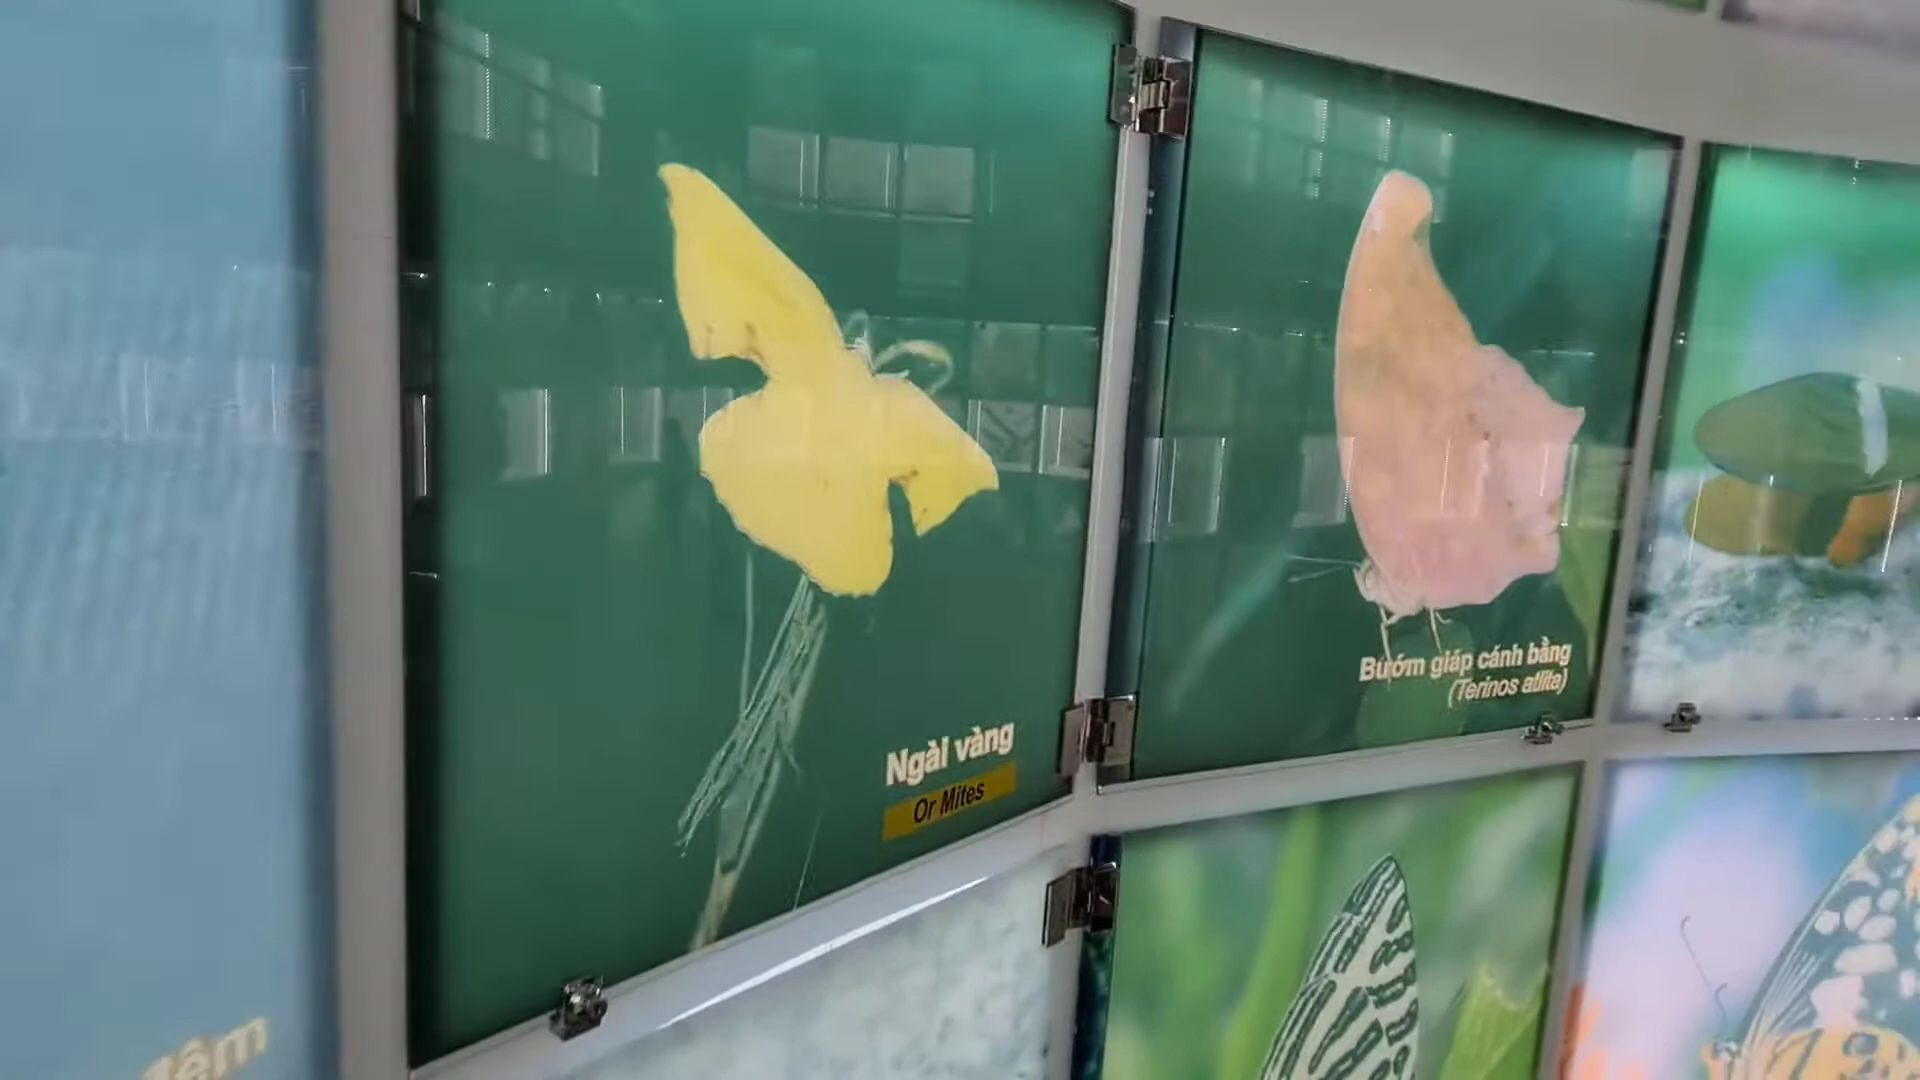 Ngài vàng
Or Mites
Bướm giáp cánh bằng
(Terinos atlita)